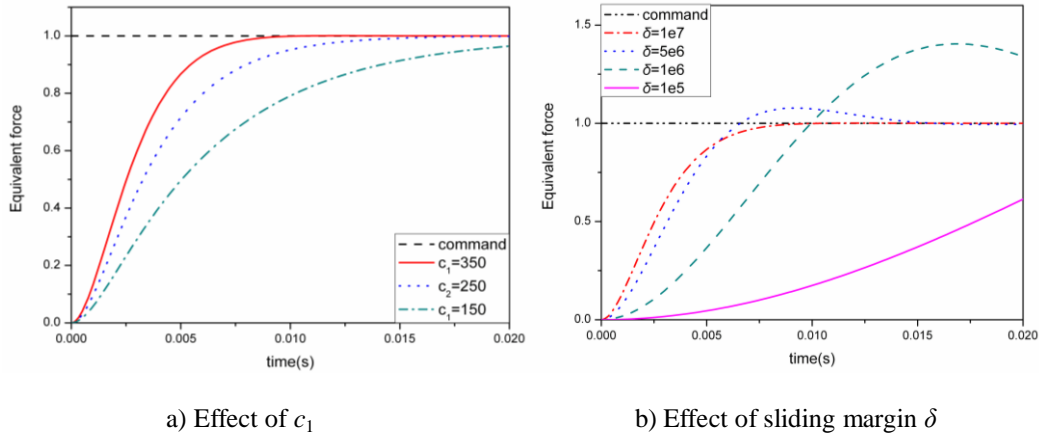 1.0
0.8
0.6
0.4
0.2
0.0
Equivalent force
command
c₁=350
c₂=250
c₁=150
0.000 0.005 0.010 0.015 0.020
time(s)
1.5
1.0
0.5
0.0
Equivalent force
command
δ=1e7
δ=5e6
δ=1e6
δ=1e5
0.000 0.005 0.010 0.015 0.020
time(s)
a) Effect of c₁
b) Effect of sliding margin δ